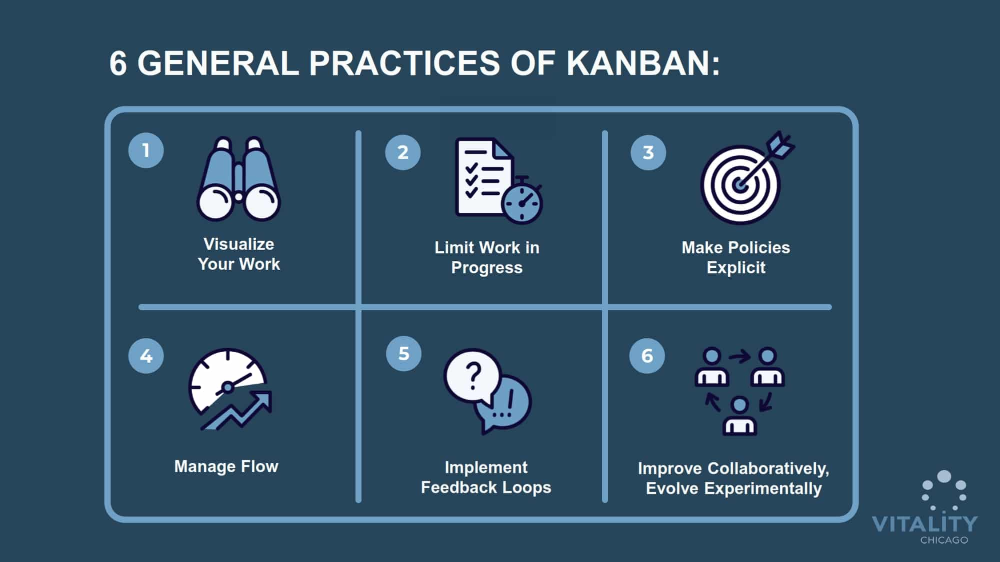 6 GENERAL PRACTICES OF KANBAN:
1
Visualize
Your Work
2
Limit Work in
Progress
3
Make Policies
Explicit
4
Manage Flow
5
Implement
Feedback Loops
6
Improve Collaboratively,
Evolve Experimentally
VITALITY
CHICAGO